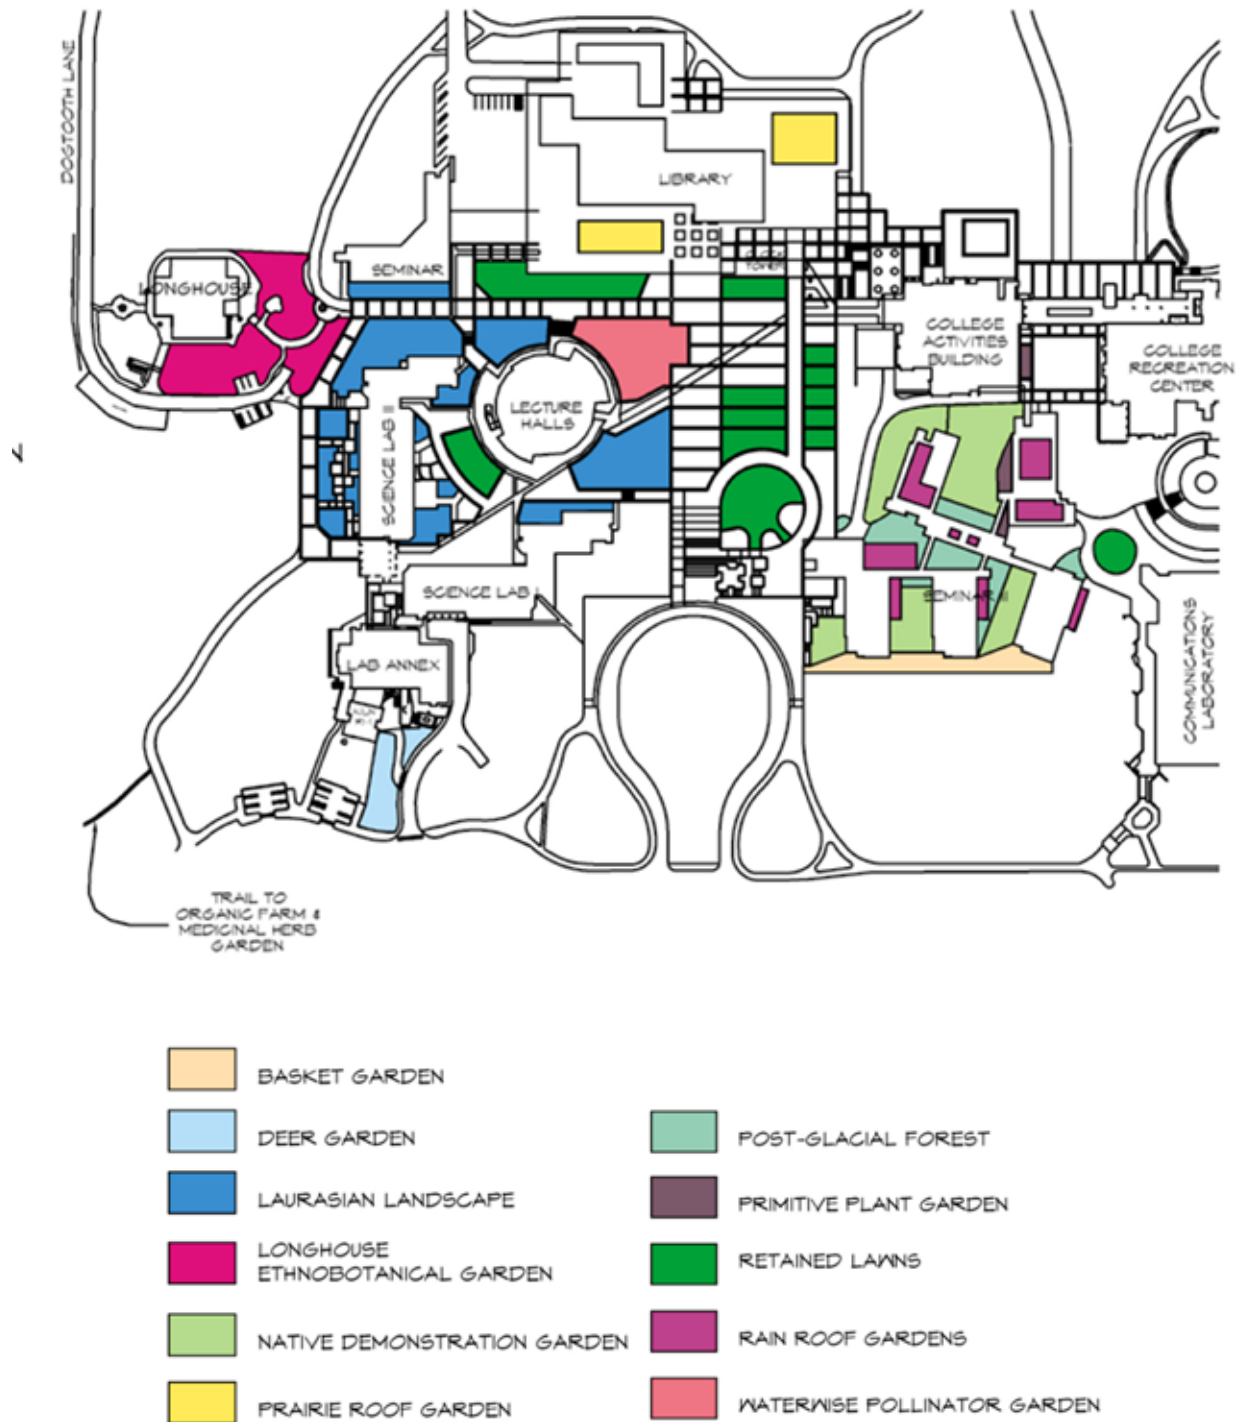 DOGTOOTH LANE
LIBRARY
SEMINAR
CLOCK
TOWER
LONGHOUSE
COLLEGE
ACTIVITIES
BUILDING
COLLEGE
RECREATION
CENTER
LECTURE
HALLS
SCIENCE LAB II
SCIENCE LAB I
SEMINAR II
LAB ANNEX
COMMUNICATIONS
LABORATORY
TRAIL TO
ORGANIC FARM &
MEDICINAL HERB
GARDEN
BASKET GARDEN
DEER GARDEN
LAURASIAN LANDSCAPE
LONGHOUSE
ETHNOBOTANICAL GARDEN
NATIVE DEMONSTRATION GARDEN
PRAIRIE ROOF GARDEN
POST-GLACIAL FOREST
PRIMITIVE PLANT GARDEN
RETAINED LAWNS
RAIN ROOF GARDENS
WATERWISE POLLINATOR GARDEN